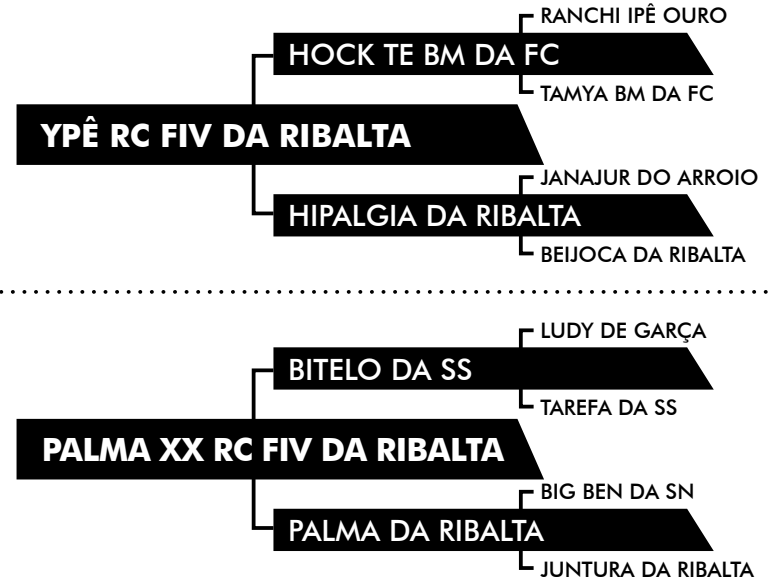 RANCHI IPÊ OURO
HOCK TE BM DA FC
TAMYA BM DA FC
YPÊ RC FIV DA RIBALTA
JANAJUR DO ARROIO
HIPALGIA DA RIBALTA
BEIJOCA DA RIBALTA
LUDY DE GARÇA
BITELO DA SS
TAREFA DA SS
PALMA XX RC FIV DA RIBALTA
BIG BEN DA SN
PALMA DA RIBALTA
JUNTURA DA RIBALTA